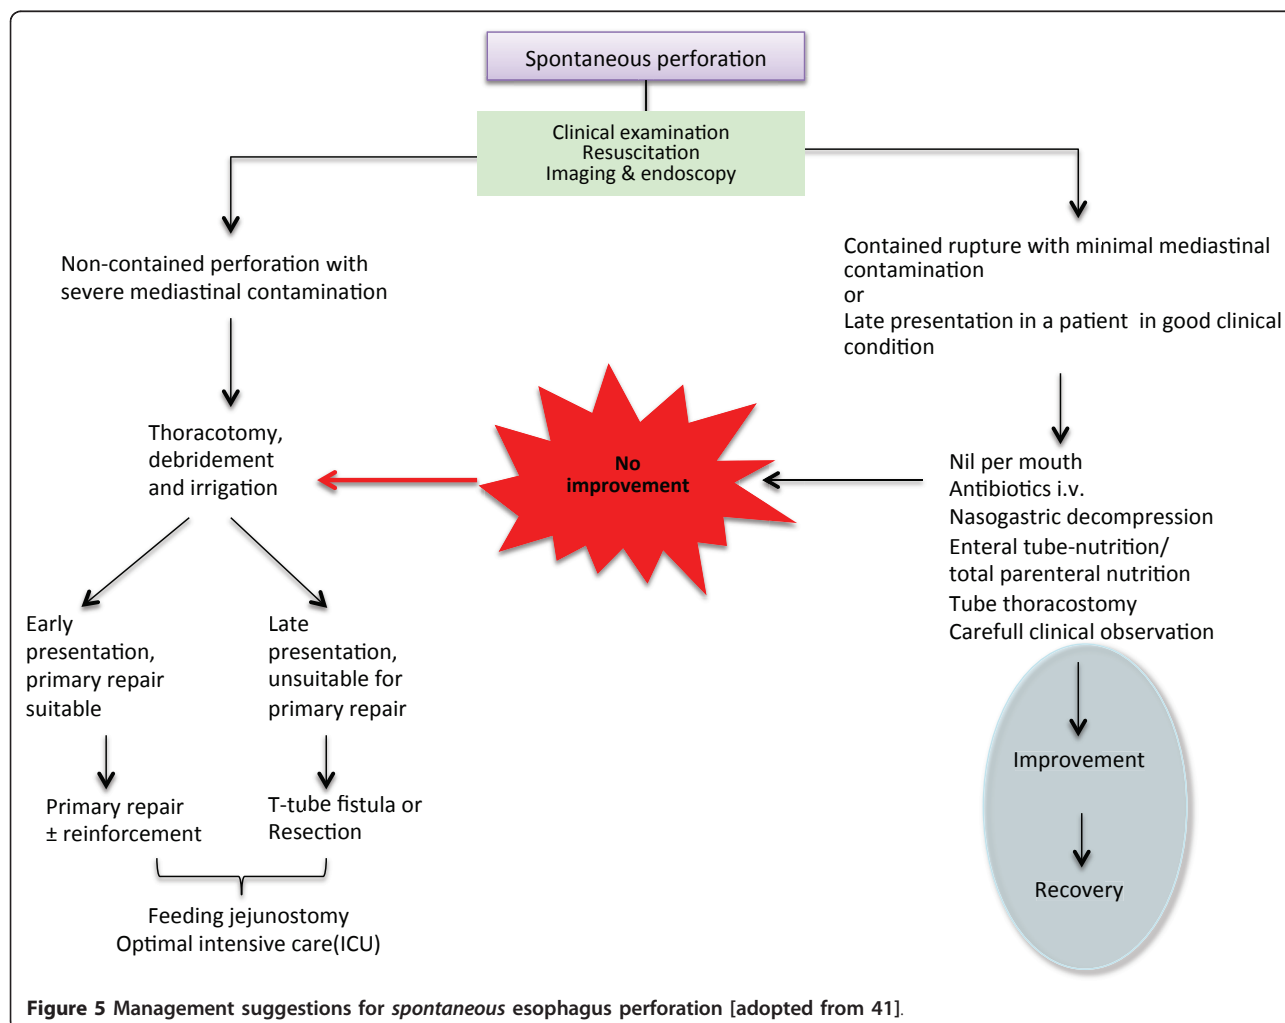 Spontaneous perforation
Clinical examination
Resuscitation
Imaging & endoscopy
Non-contained perforation with
severe mediastinal contamination
Thoracotomy,
debridement
and irrigation
Early
presentation,
primary repair
suitable
Late
presentation,
unsuitable for
primary repair
Primary repair
± reinforcement
T-tube fistula or
Resection
Feeding jejunostomy
Optimal intensive care(ICU)
No
improvement
Contained rupture with minimal mediastinal
contamination
or
Late presentation in a patient in good clinical
condition
Nil per mouth
Antibiotics i.v.
Nasogastric decompression
Enteral tube-nutrition/
total parenteral nutrition
Tube thoracostomy
Carefull clinical observation
Improvement
Recovery
Figure 5 Management suggestions for spontaneous esophagus perforation [adopted from 41].